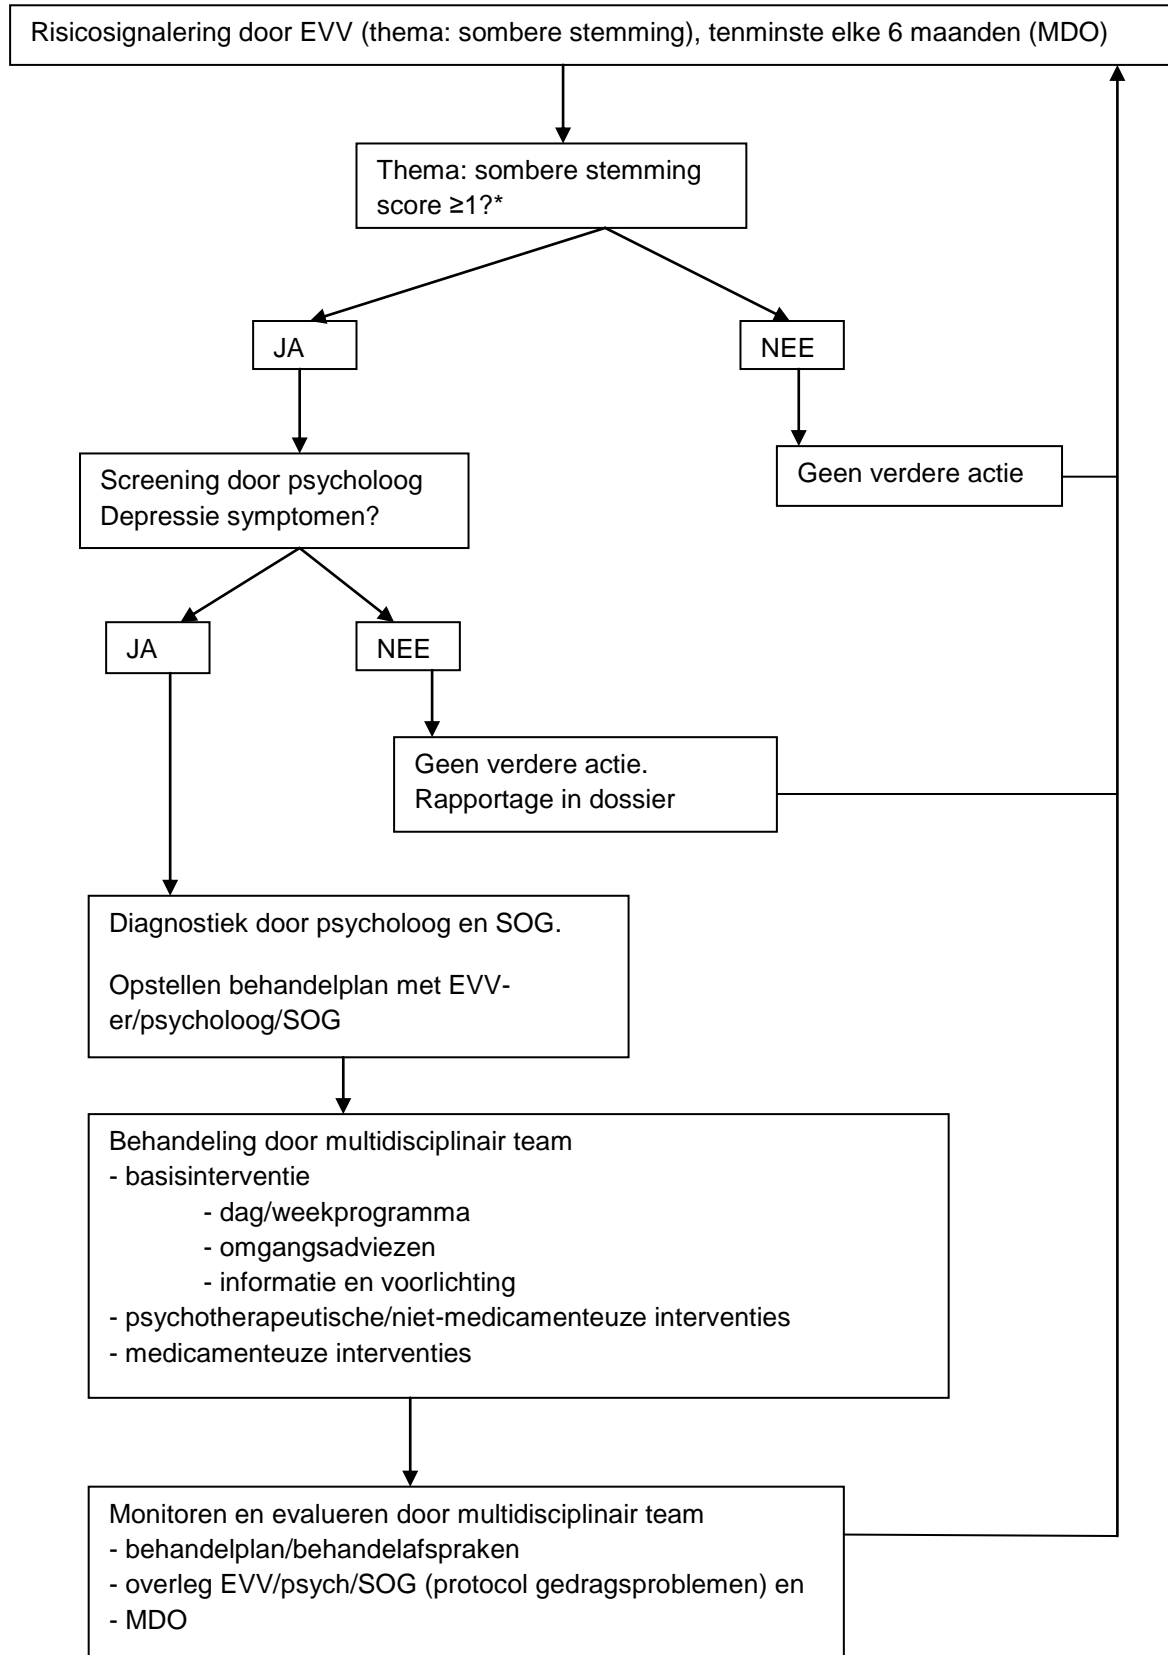 Risicosignalering door EVV (thema: sombere stemming), tenminste elke 6 maanden (MDO)
Thema: sombere stemming
score ≥1?*
JA
NEE
Screening door psycholoog
Depressie symptomen?
Geen verdere actie
JA
NEE
Geen verdere actie.
Rapportage in dossier
Diagnostiek door psycholoog en SOG.
Opstellen behandelplan met EVV-
er/psycholoog/SOG
Behandeling door multidisciplinair team
- basisinterventie
- dag/weekprogramma
- omgangsadviezen
- informatie en voorlichting
- psychotherapeutische/niet-medicamenteuze interventies
- medicamenteuze interventies
Monitoren en evalueren door multidisciplinair team
- behandelplan/behandelafspraken
- overleg EVV/psych/SOG (protocol gedragsproblemen) en
- MDO